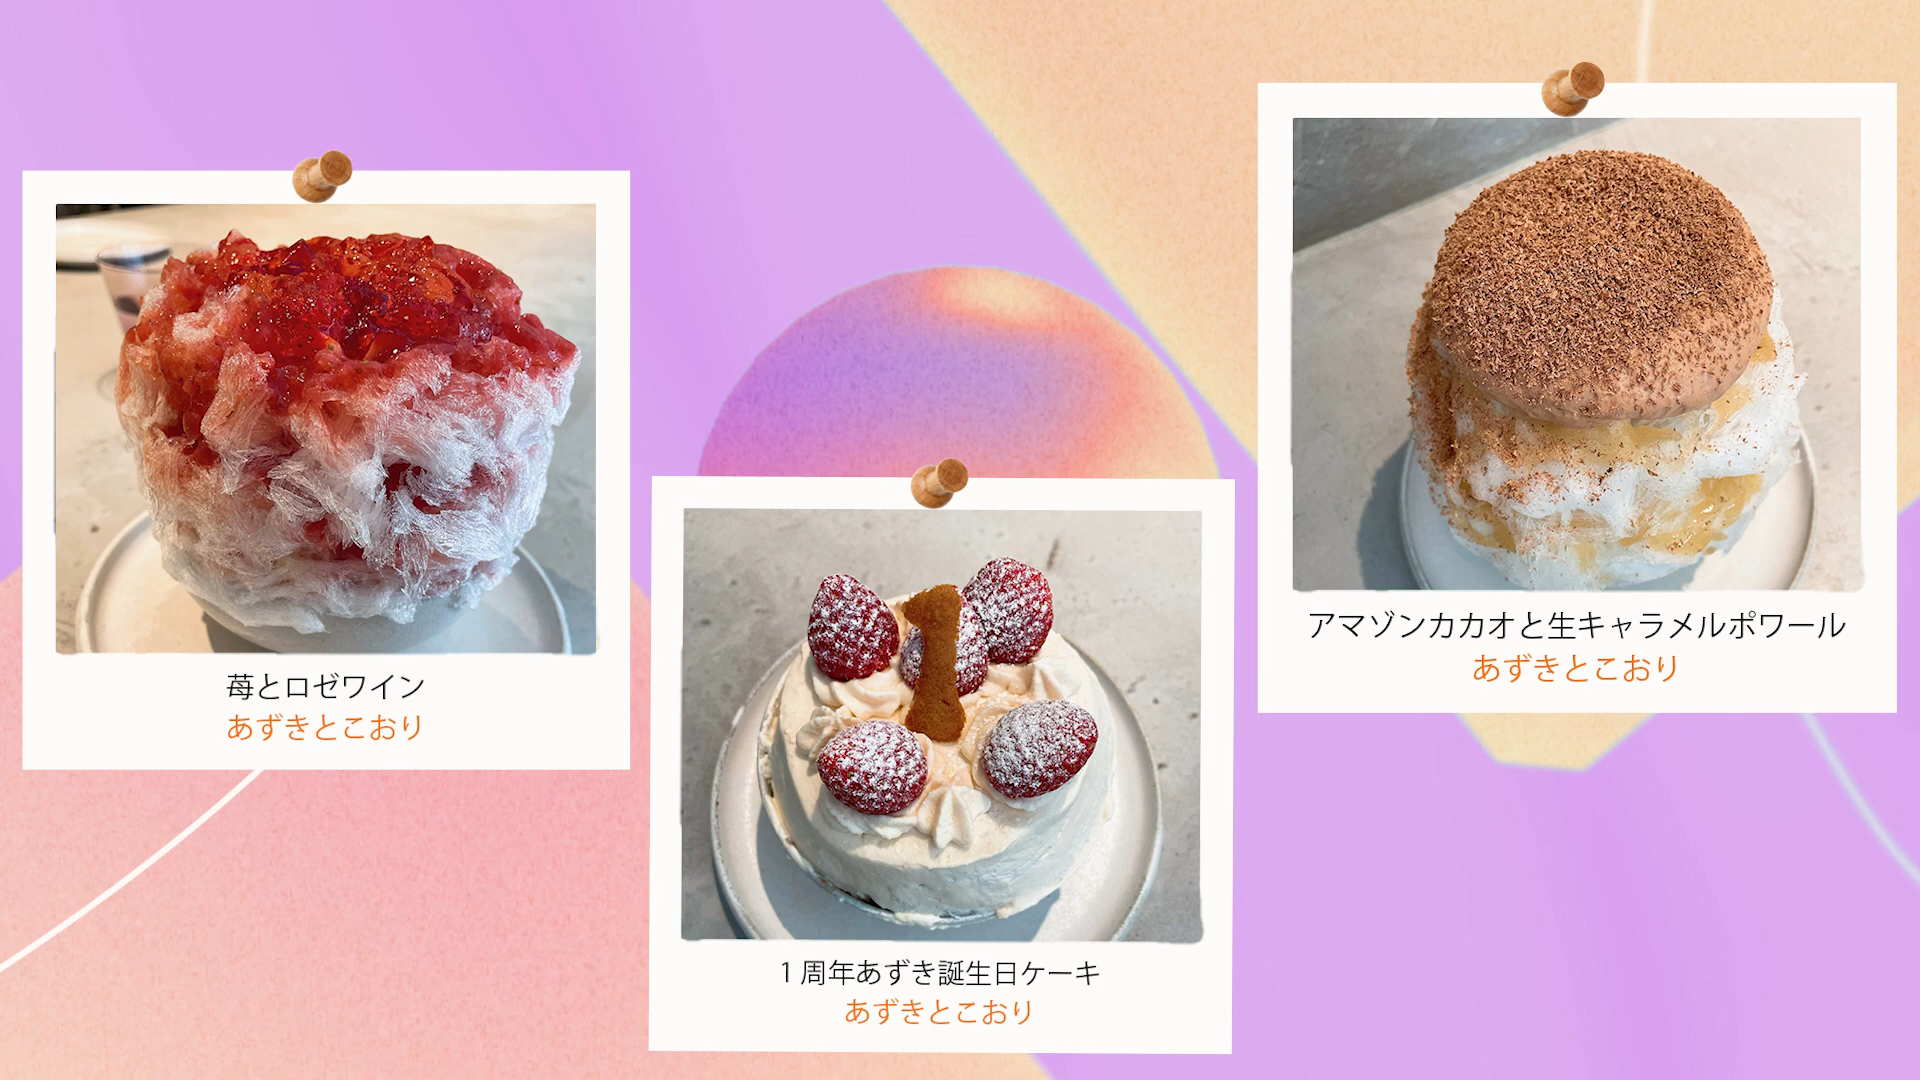 苺とロゼワイン
あずきとこおり
1周年あずき誕生日ケーキ
あずきとこおり
アマゾンカカオと生キャラメルポワール
あずきとこおり